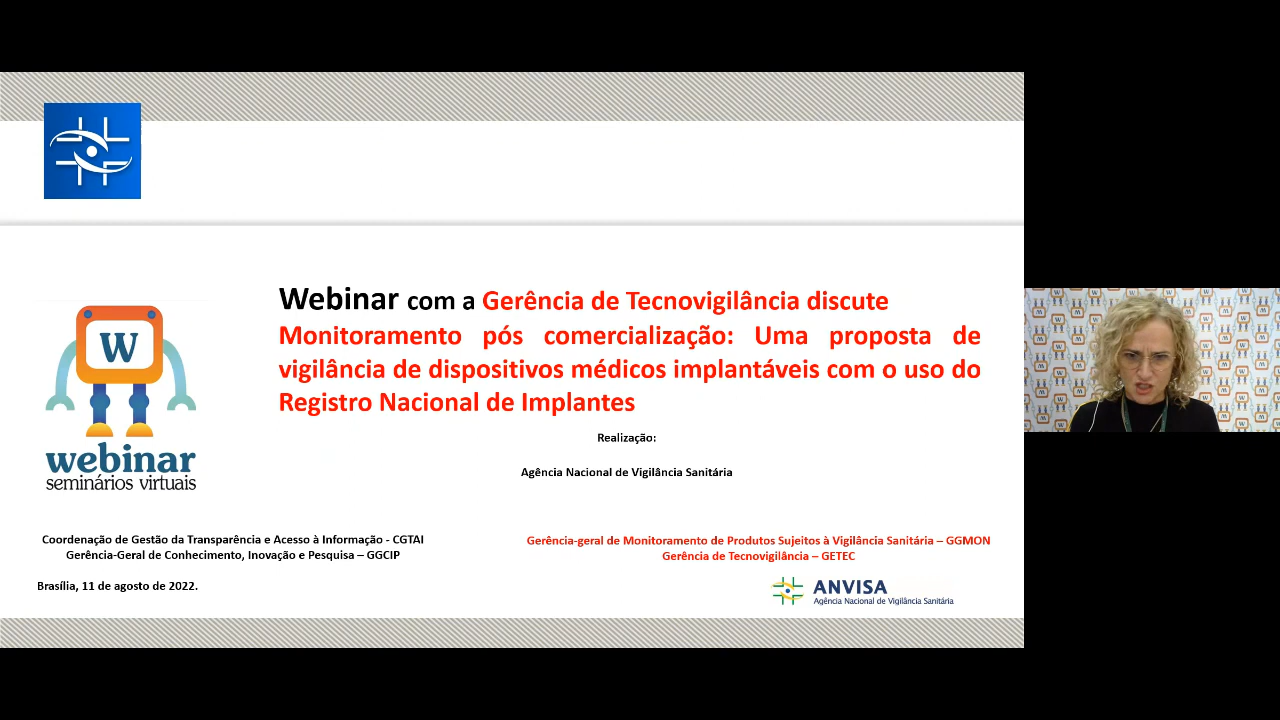 Webinar com a Gerência de Tecnovigilância discute
Monitoramento pós comercialização: Uma proposta de
vigilância de dispositivos médicos implantáveis com o uso do
Registro Nacional de Implantes
Realização:
Agência Nacional de Vigilância Sanitária
W
webinar
seminários virtuais
Coordenação de Gestão da Transparência e Acesso à Informação - CGTAI
Gerência-Geral de Conhecimento, Inovação e Pesquisa – GGCIP
Gerência-geral de Monitoramento de Produtos Sujeitos à Vigilância Sanitária – GGMON
Gerência de Tecnovigilância – GETEC
Brasília, 11 de agosto de 2022.
ANVISA
Agência Nacional de Vigilância Sanitária